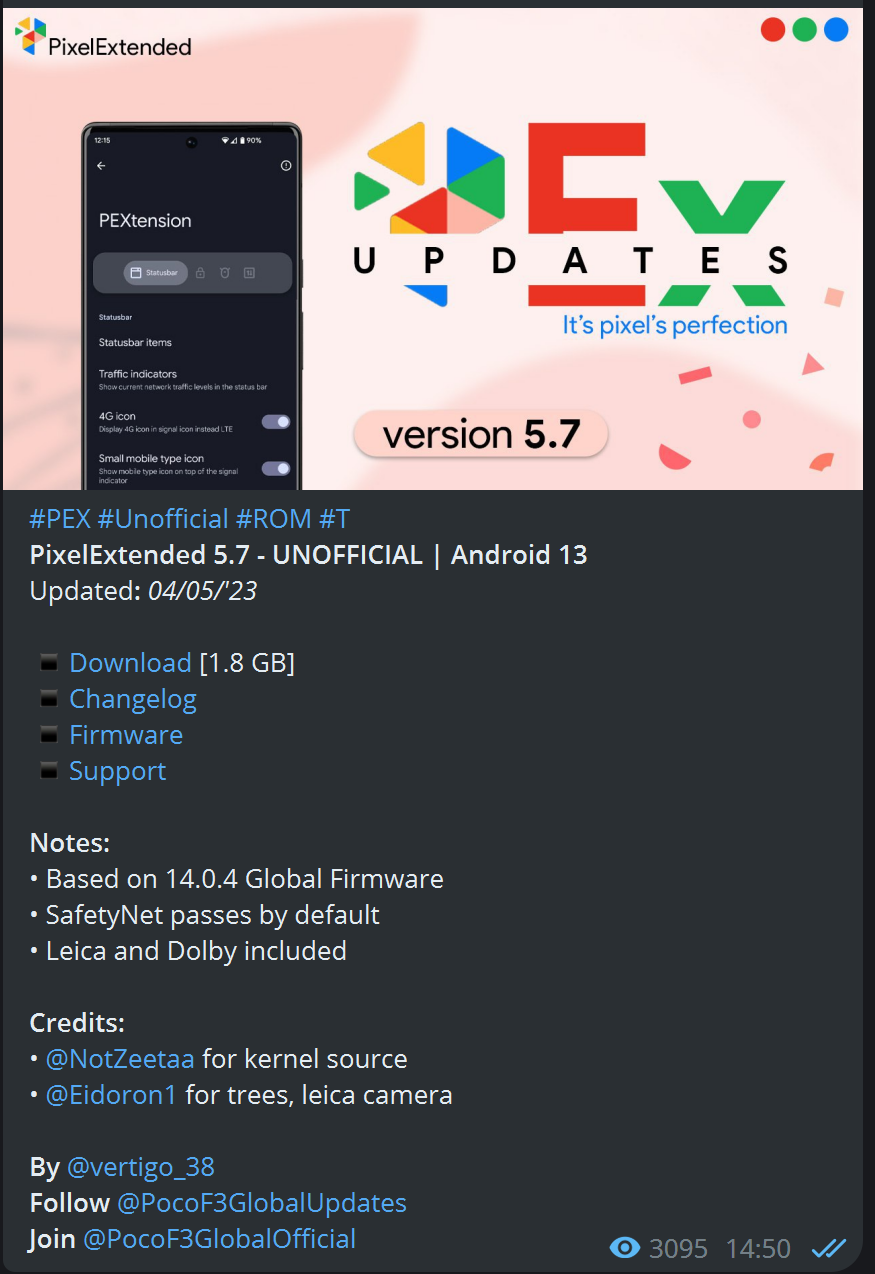 PixelExtended
12:15
90%
PEXtension
Statusbar
Statusbar
Statusbar items
Traffic indicators
Show current network traffic levels in the status bar
4G icon
Display 4G icon in signal icon instead LTE
Small mobile type icon
Show mobile type icon on top of the signal
indicator
Ex
UPDATES
It's pixel's perfection
version 5.7
#PEX #Unofficial #ROM #T
PixelExtended 5.7 - UNOFFICIAL | Android 13
Updated: 04/05/'23
Download [1.8 GB]
Changelog
Firmware
Support
Notes:
• Based on 14.0.4 Global Firmware
• SafetyNet passes by default
• Leica and Dolby included
Credits:
• @NotZeetaa for kernel source
• @Eidoron1 for trees, leica camera
By @vertigo_38
Follow @PocoF3GlobalUpdates
Join @PocoF3GlobalOfficial
3095 14:50